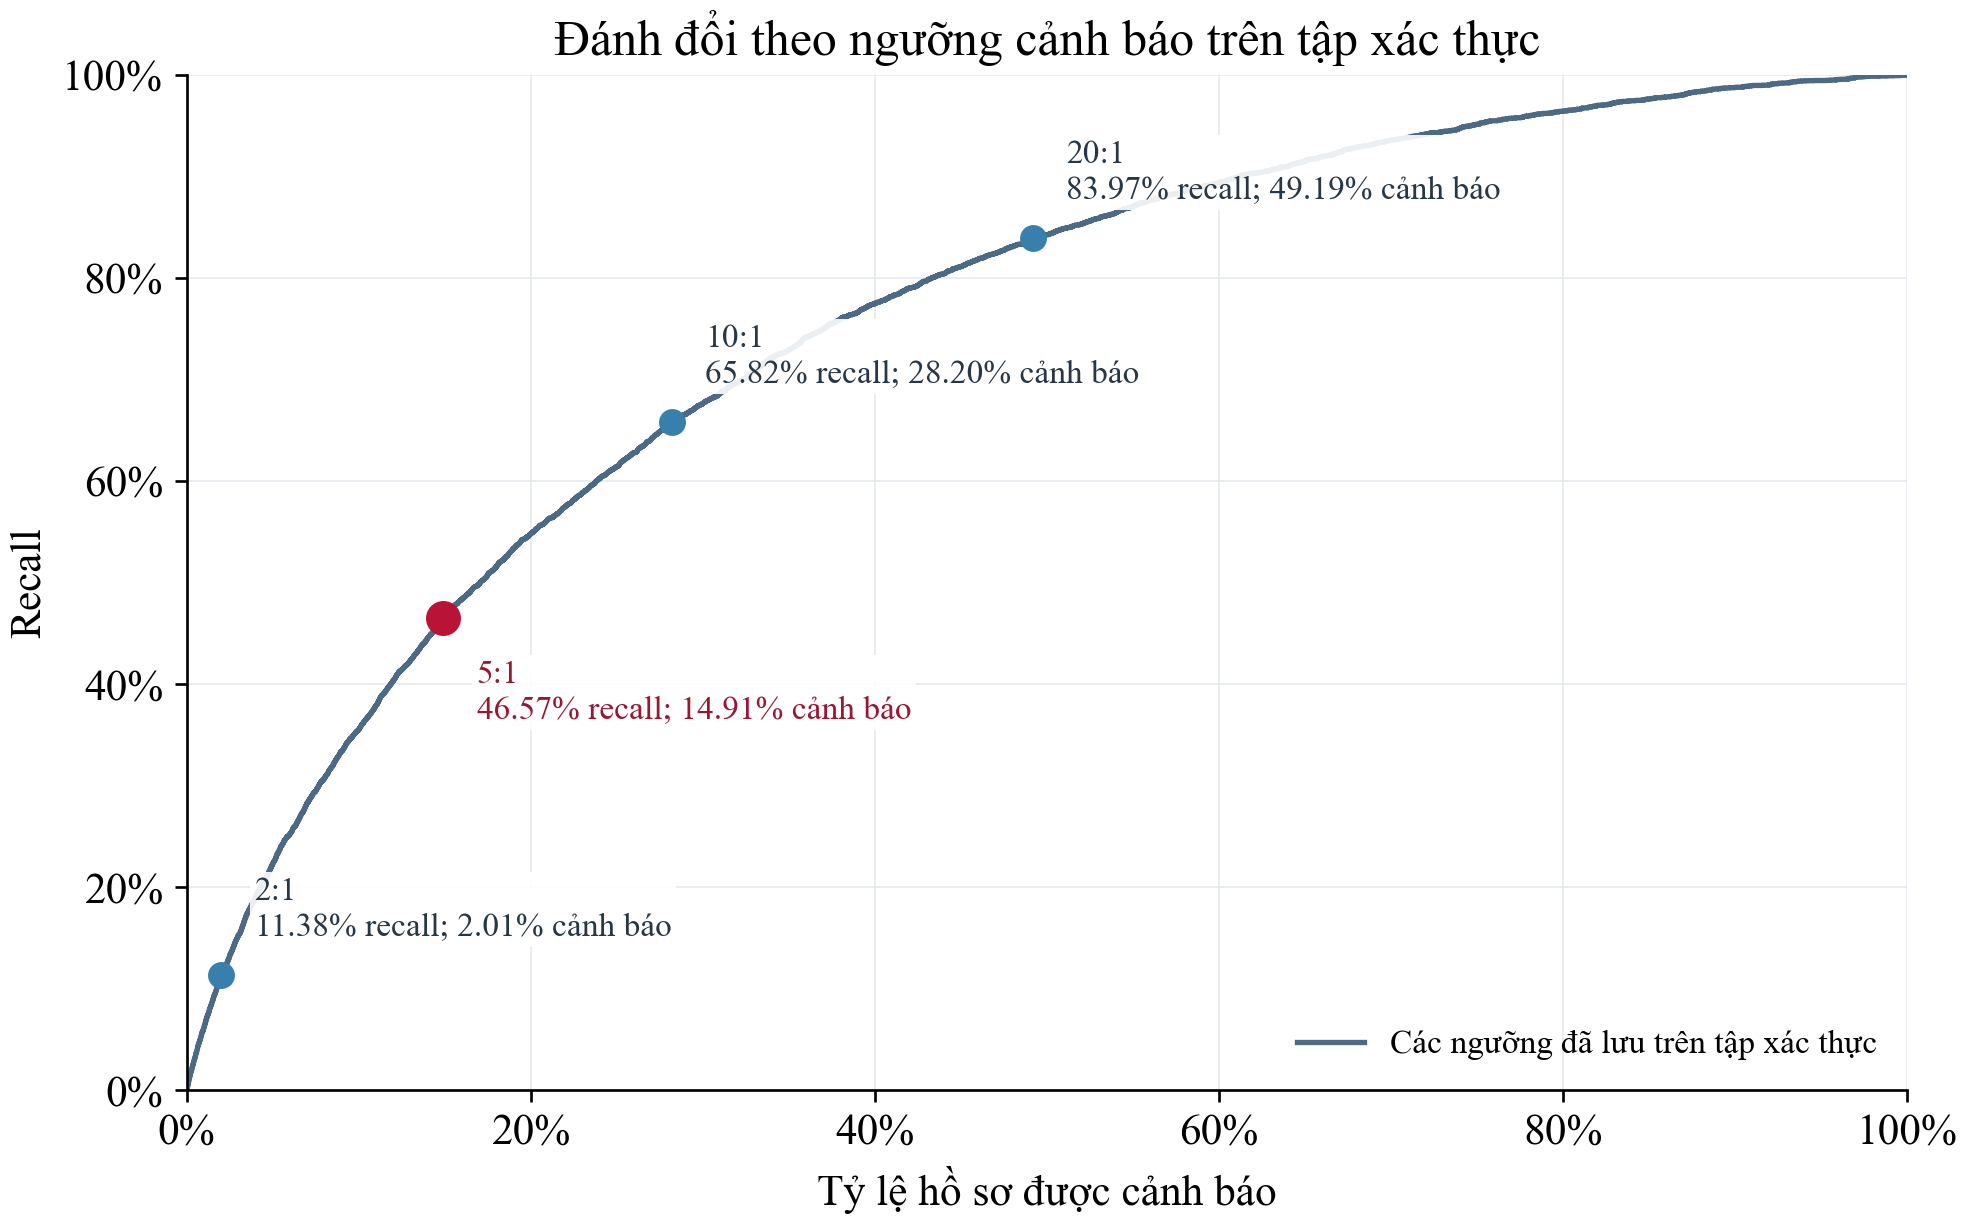 Đánh đổi theo ngưỡng cảnh báo trên tập xác thực
100%
80%
60%
40%
20%
0%
Recall
20:1
83.97% recall; 49.19% cảnh báo
10:1
65.82% recall; 28.20% cảnh báo
5:1
46.57% recall; 14.91% cảnh báo
2:1
11.38% recall; 2.01% cảnh báo
Các ngưỡng đã lưu trên tập xác thực
0%
20%
40%
60%
80%
100%
Tỷ lệ hồ sơ được cảnh báo